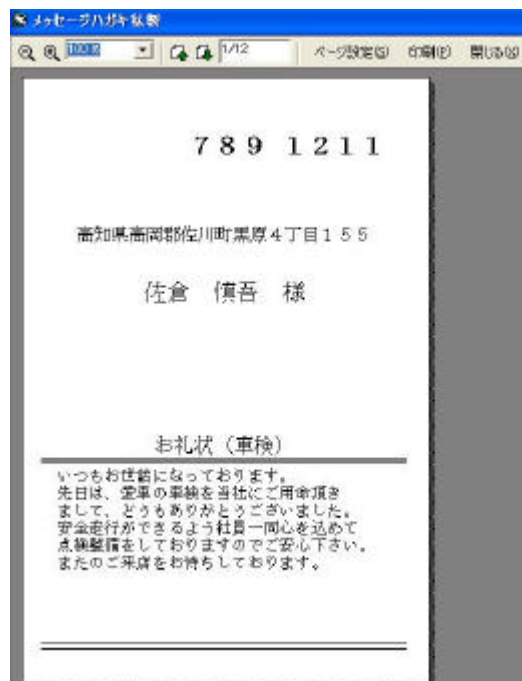 メッセージハガキ拡製
100% 1/12 ページ設定(S) 印刷(P) 閉じる(X)
789 1211
高知県高岡郡佐川町黒原4丁目155
佐倉 慎吾 様
お礼状（車検）
いつもお世話になっております。
先日は、愛車の車検を当社にご用命頂き
まして、どうもありがとうございました。
安全走行ができるよう社員一同心を込めて
点検整備をしておりますのでご安心下さい。
またのご来店をお待ちしております。